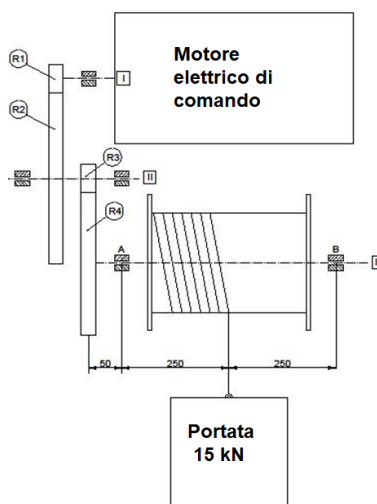 Motore
elettrico di
comando
R1
I
R2
R3
II
R4
A
B
50
250
250
Portata
15 kN